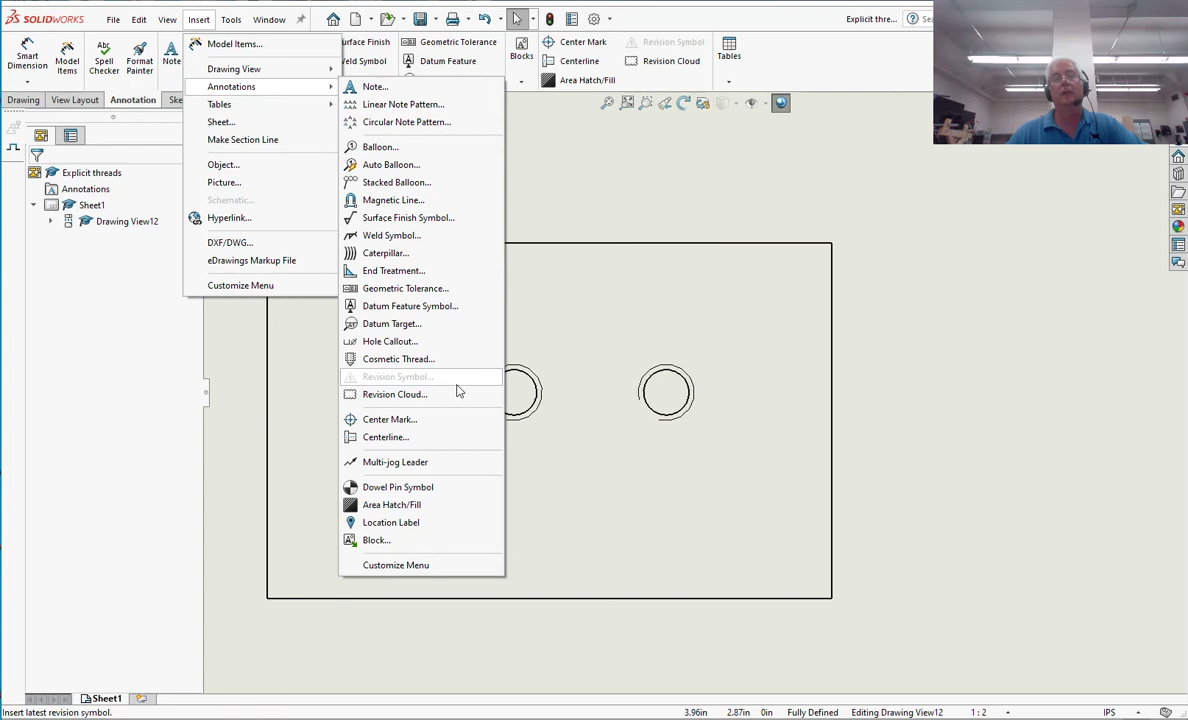 SOLIDWORKS
File
Edit
View
Insert
Tools
Window
Explicit thre...
Smart Dimension
Model Items
Spell Checker
Format Painter
Note
Surface Finish
Weld Symbol
Geometric Tolerance
Datum Feature
Blocks
Center Mark
Centerline
Area Hatch/Fill
Revision Symbol
Revision Cloud
Tables
Drawing
View Layout
Annotation
Explicit threads
Annotations
Sheet1
Drawing View12
Model Items...
Drawing View
Annotations
Tables
Sheet...
Make Section Line
Object...
Picture...
Schematic...
Hyperlink...
DXF/DWG...
eDrawings Markup File
Customize Menu
Note...
Linear Note Pattern...
Circular Note Pattern...
Balloon...
Auto Balloon...
Stacked Balloon...
Magnetic Line...
Surface Finish Symbol...
Weld Symbol...
Caterpillar...
End Treatment...
Geometric Tolerance...
Datum Feature Symbol...
Datum Target...
Hole Callout...
Cosmetic Thread...
Revision Symbol...
Revision Cloud...
Center Mark...
Centerline...
Multi-jog Leader
Dowel Pin Symbol
Area Hatch/Fill
Location Label
Block...
Customize Menu
Sheet1
Insert latest revision symbol.
3.96in
2.87in
0in
Fully Defined
Editing Drawing View12
1 : 2
IPS